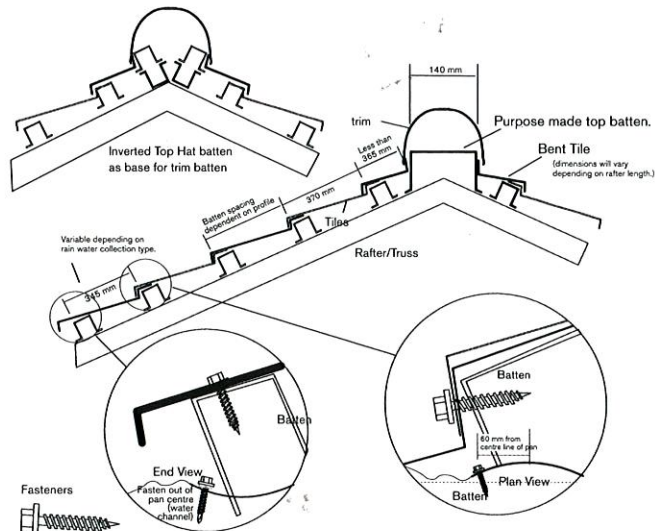 140 mm
trim
Purpose made top batten.
Less than
365 mm
Bent Tile
(dimensions will vary
depending on rafter length.)
Inverted Top Hat batten
as base for trim batten
Batten spacing
dependent on profile
370 mm
Tiles
Variable depending on
rain water collection type.
Rafter/Truss
345 mm
Batten
Batten
60 mm from
centre line of pan
End View
Fasten out of
pan centre
(water
channel)
Plan View
Batten
Fasteners